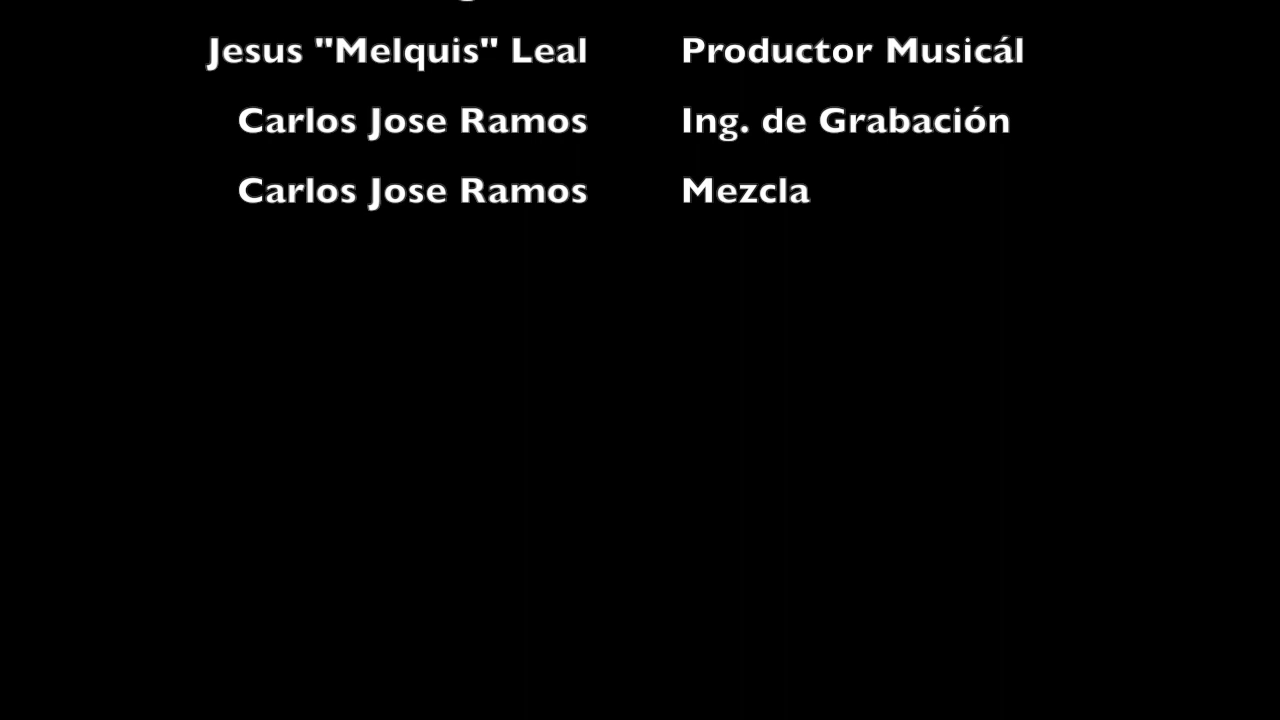 Jesus "Melquis" Leal Productor Musicál
Carlos Jose Ramos Ing. de Grabación
Carlos Jose Ramos Mezcla